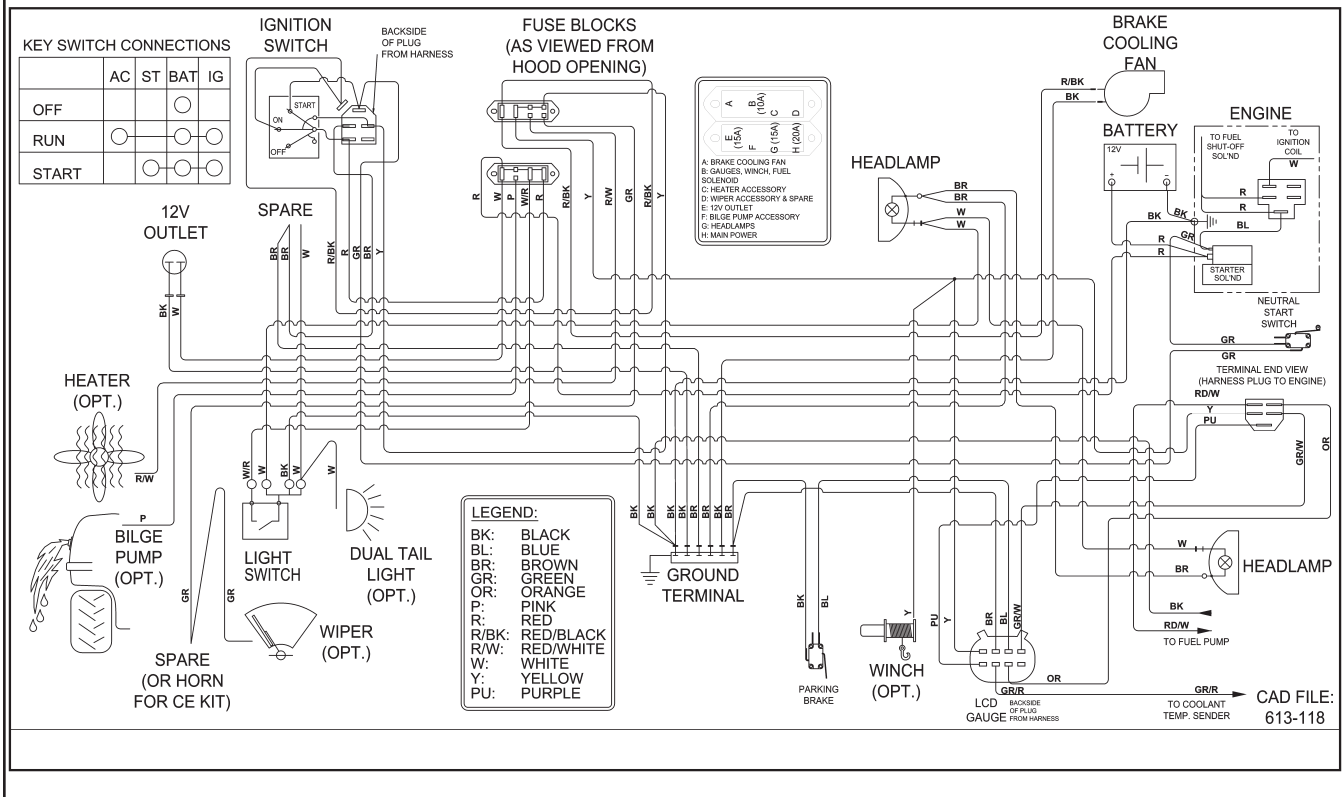 KEY SWITCH CONNECTIONS
AC ST BAT IG
OFF
RUN
START
IGNITION
SWITCH
BACKSIDE
OF PLUG
FROM HARNESS
START
ON
OFF
FUSE BLOCKS
(AS VIEWED FROM
HOOD OPENING)
A
B
(10A)
C
D
E
(15A)
F
G (15A)
H (20A)
A: BRAKE COOLING FAN
B: GAUGES, WINCH, FUEL
SOLENOID
C: HEATER ACCESSORY
D: WIPER ACCESSORY & SPARE
E: 12V OUTLET
F: BILGE PUMP ACCESSORY
G: HEADLAMPS
H: MAIN POWER
BRAKE
COOLING
FAN
R/BK
BK
BATTERY
12V
+
-
ENGINE
TO FUEL
SHUT-OFF
SOL'ND
TO
IGNITION
COIL
W
R
R
BL
BK
BK
GR
R
R
STARTER
SOL'ND
NEUTRAL
START
SWITCH
GR
GR
TERMINAL END VIEW
(HARNESS PLUG TO ENGINE)
RD/W
Y
PU
GR/W
OR
HEADLAMP
BR
BR
W
W
12V
OUTLET
BK
W
SPARE
BR
BR
W
R/BK
R
GR
BR
Y
R
W
P
W/R
R
R/BK
Y
R/W
GR
R/BK
Y
HEATER
(OPT.)
R/W
BILGE
PUMP
(OPT.)
P
W/R
W
BK
W
W
LIGHT
SWITCH
DUAL TAIL
LIGHT
(OPT.)
GR
GR
SPARE
(OR HORN
FOR CE KIT)
WIPER
(OPT.)
LEGEND:
BK: BLACK
BL: BLUE
BR: BROWN
GR: GREEN
OR: ORANGE
P: PINK
R: RED
R/BK: RED/BLACK
R/W: RED/WHITE
W: WHITE
Y: YELLOW
PU: PURPLE
BK
BK
BK
BK
BR
BR
BK
BR
GROUND
TERMINAL
BK
BL
PARKING
BRAKE
Y
WINCH
(OPT.)
PU
Y
BR
BL
GR/W
OR
GR/R
LCD
GAUGE
BACKSIDE
OF PLUG
FROM HARNESS
GR/R
TO COOLANT
TEMP. SENDER
W
BR
HEADLAMP
BK
RD/W
TO FUEL PUMP
CAD FILE:
613-118